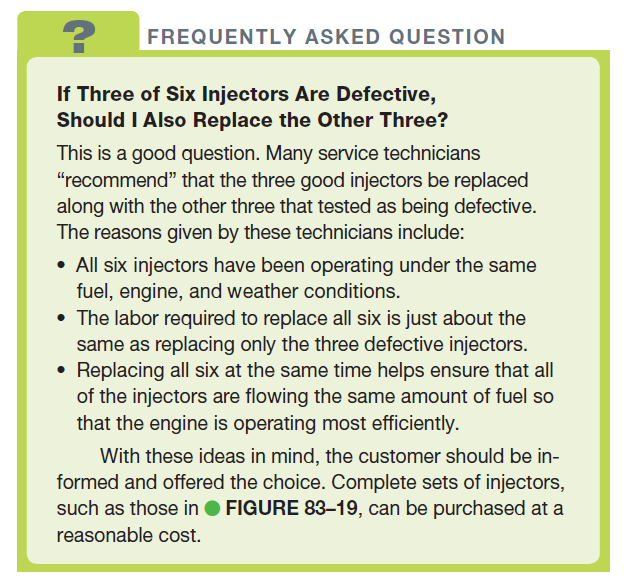 ?
FREQUENTLY ASKED QUESTION
If Three of Six Injectors Are Defective,
Should I Also Replace the Other Three?
This is a good question. Many service technicians
“recommend” that the three good injectors be replaced
along with the other three that tested as being defective.
The reasons given by these technicians include:
• All six injectors have been operating under the same
fuel, engine, and weather conditions.
• The labor required to replace all six is just about the
same as replacing only the three defective injectors.
• Replacing all six at the same time helps ensure that all
of the injectors are flowing the same amount of fuel so
that the engine is operating most efficiently.
With these ideas in mind, the customer should be in-
formed and offered the choice. Complete sets of injectors,
such as those in ● FIGURE 83–19, can be purchased at a
reasonable cost.